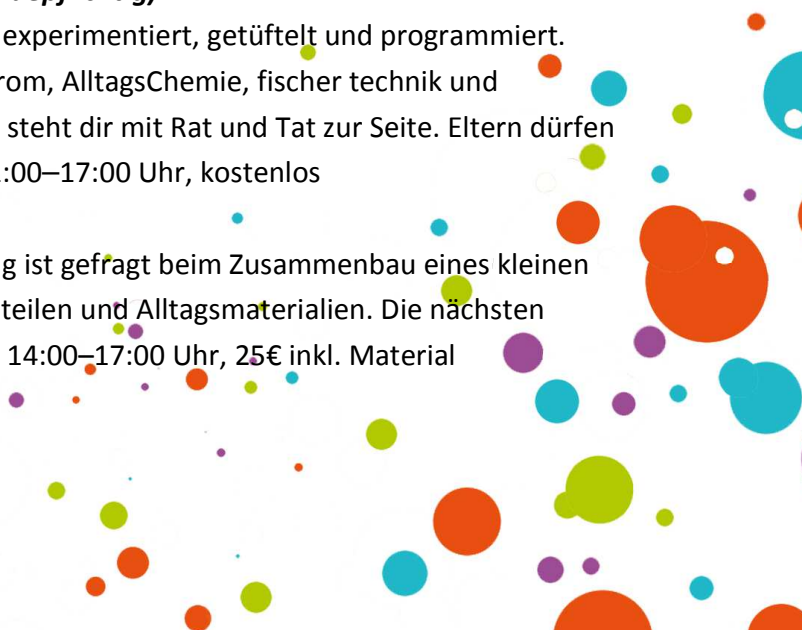 experimentiert, getüftelt und programmiert.
AlltagsChemie, fischer technik und
steht dir mit Rat und Tat zur Seite. Eltern dürfen
:00–17:00 Uhr, kostenlos
ist gefragt beim Zusammenbau eines kleinen
teilen und Alltagsmaterialien. Die nächsten
14:00–17:00 Uhr, 25€ inkl. Material